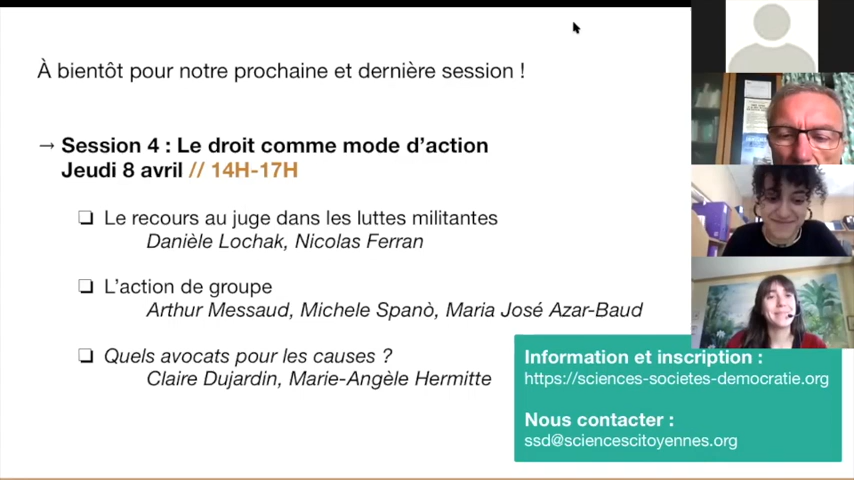 À bientôt pour notre prochaine et dernière session !
→ Session 4 : Le droit comme mode d'action
Jeudi 8 avril // 14H-17H
❏ Le recours au juge dans les luttes militantes
Danièle Lochak, Nicolas Ferran
❏ L'action de groupe
Arthur Messaud, Michele Spanò, Maria José Azar-Baud
❏ Quels avocats pour les causes ?
Claire Dujardin, Marie-Angèle Hermitte
Information et inscription :
https://sciences-societes-democratie.org
Nous contacter :
ssd@sciencescitoyennes.org